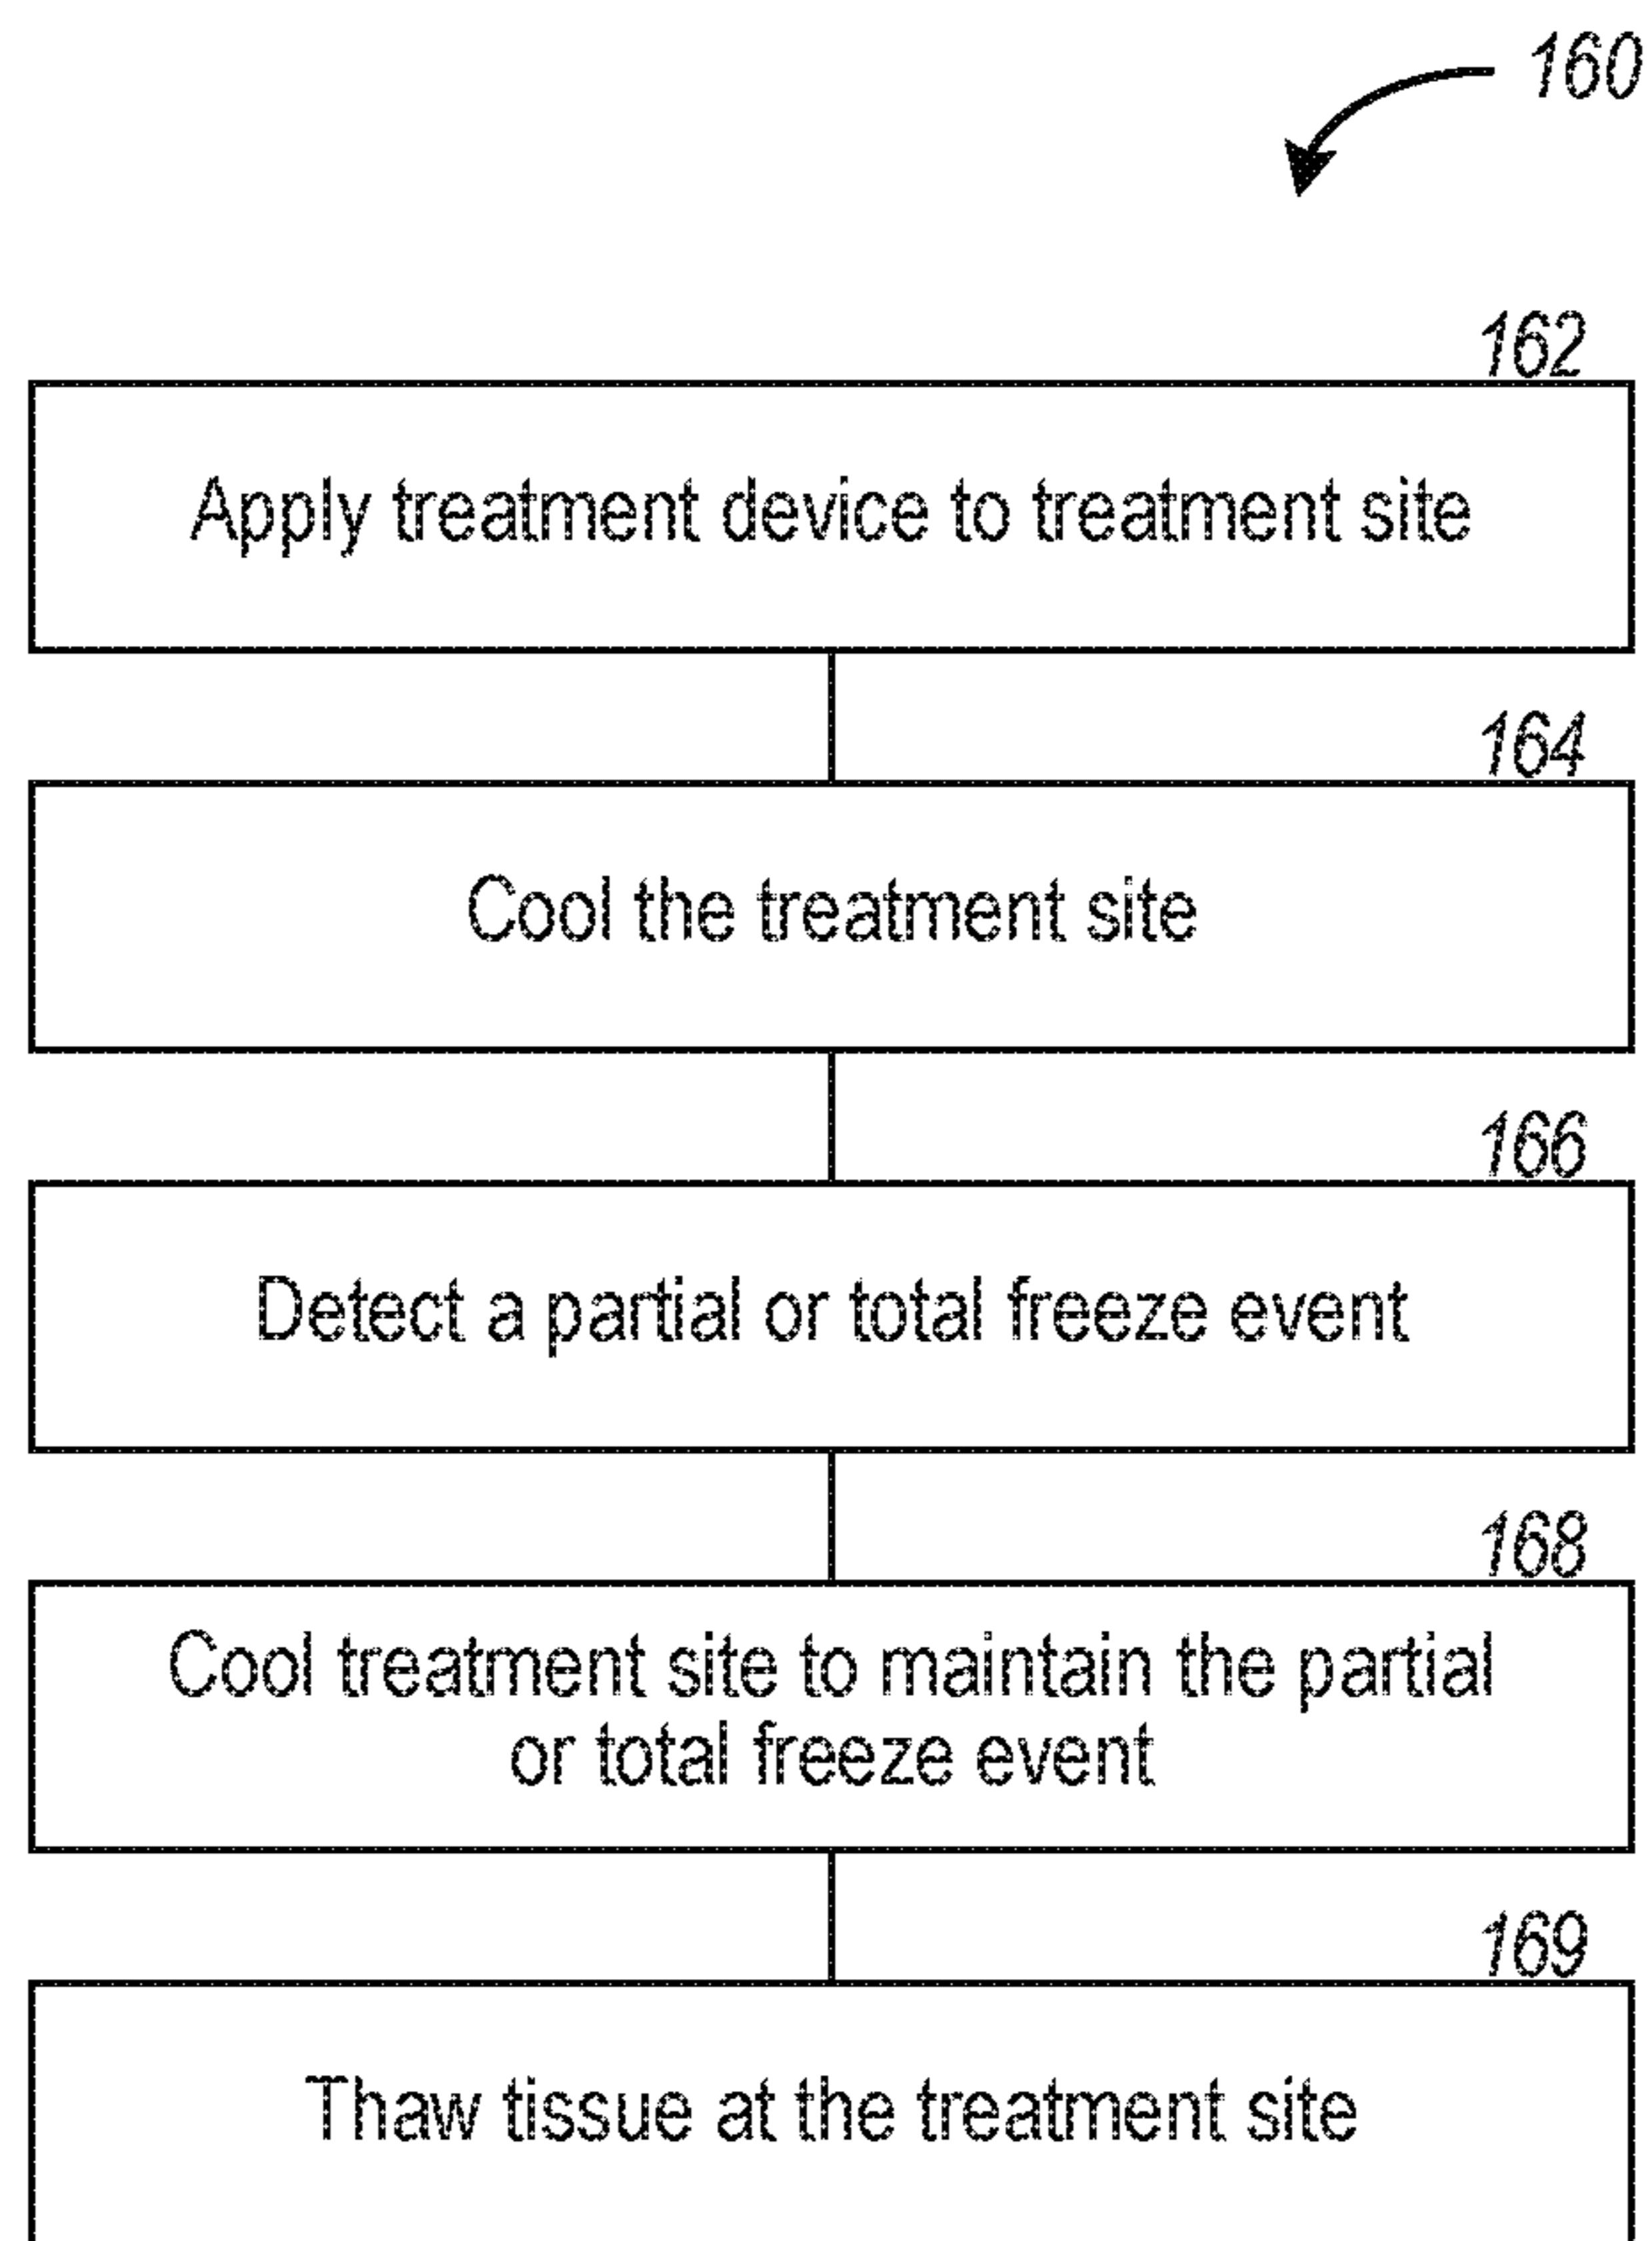 160
162
Apply treatment device to treatment site
164
Cool the treatment site
166
Detect a partial or total freeze event
168
Cool treatment site to maintain the partial
or total freeze event
169
Thaw tissue at the treatment site